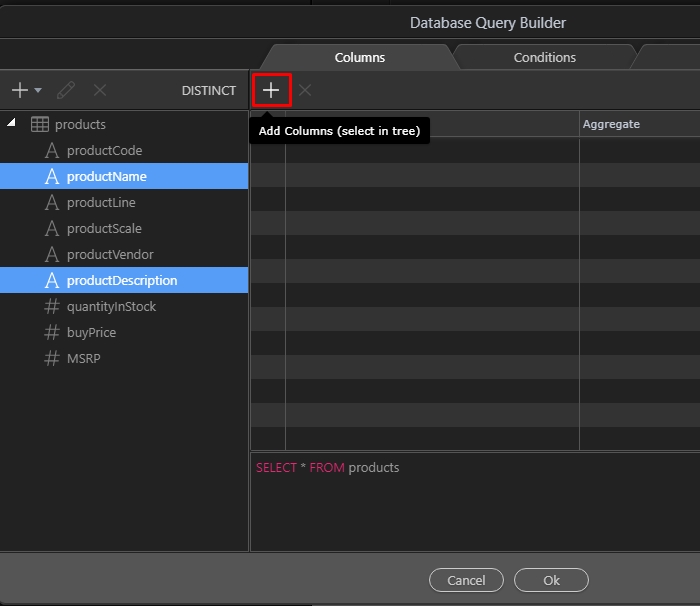 Database Query Builder
Columns
Conditions
DISTINCT
Add Columns (select in tree)
Aggregate
products
productCode
productName
productLine
productScale
productVendor
productDescription
quantityInStock
buyPrice
MSRP
SELECT * FROM products
Cancel
Ok